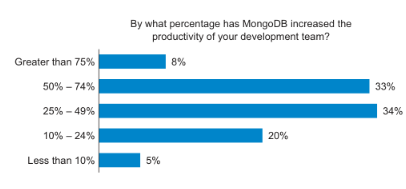 By what percentage has MongoDB increased the
productivity of your development team?
Greater than 75% 8%
50% – 74% 33%
25% – 49% 34%
10% – 24% 20%
Less than 10% 5%